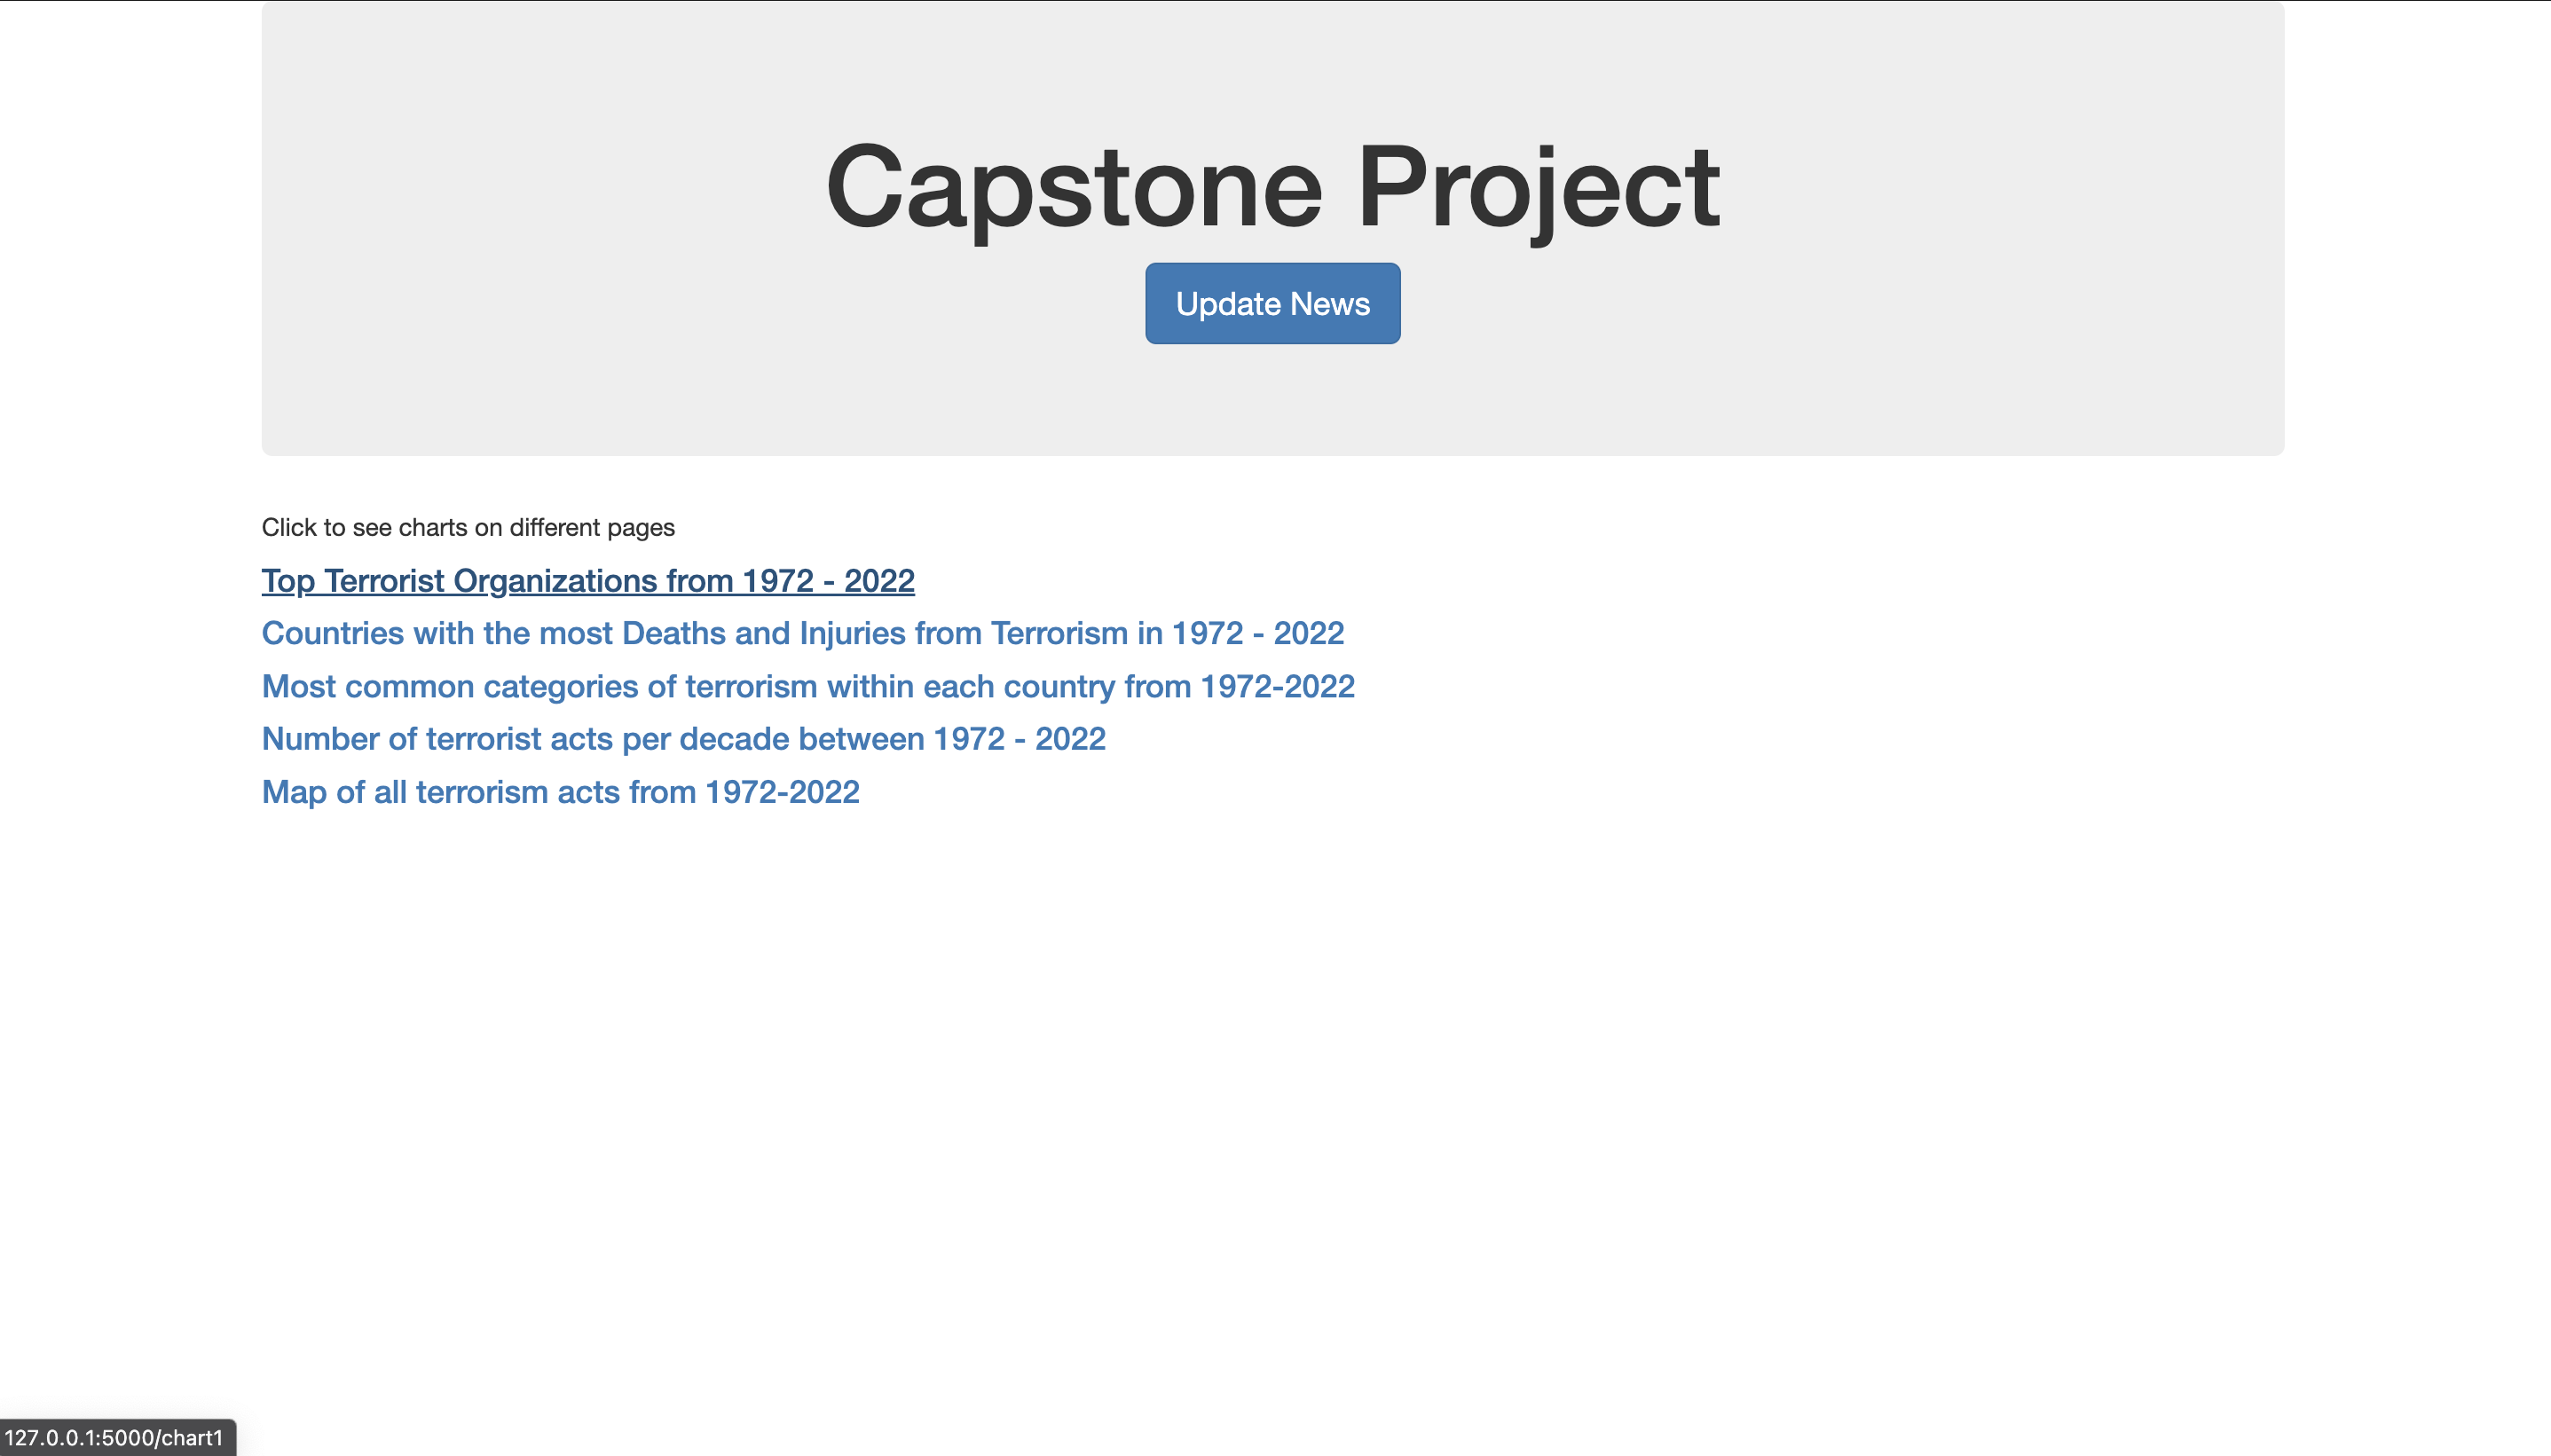 Capstone Project
Update News
Click to see charts on different pages
Top Terrorist Organizations from 1972 - 2022
Countries with the most Deaths and Injuries from Terrorism in 1972 - 2022
Most common categories of terrorism within each country from 1972-2022
Number of terrorist acts per decade between 1972 - 2022
Map of all terrorism acts from 1972-2022
127.0.0.1:5000/chart1